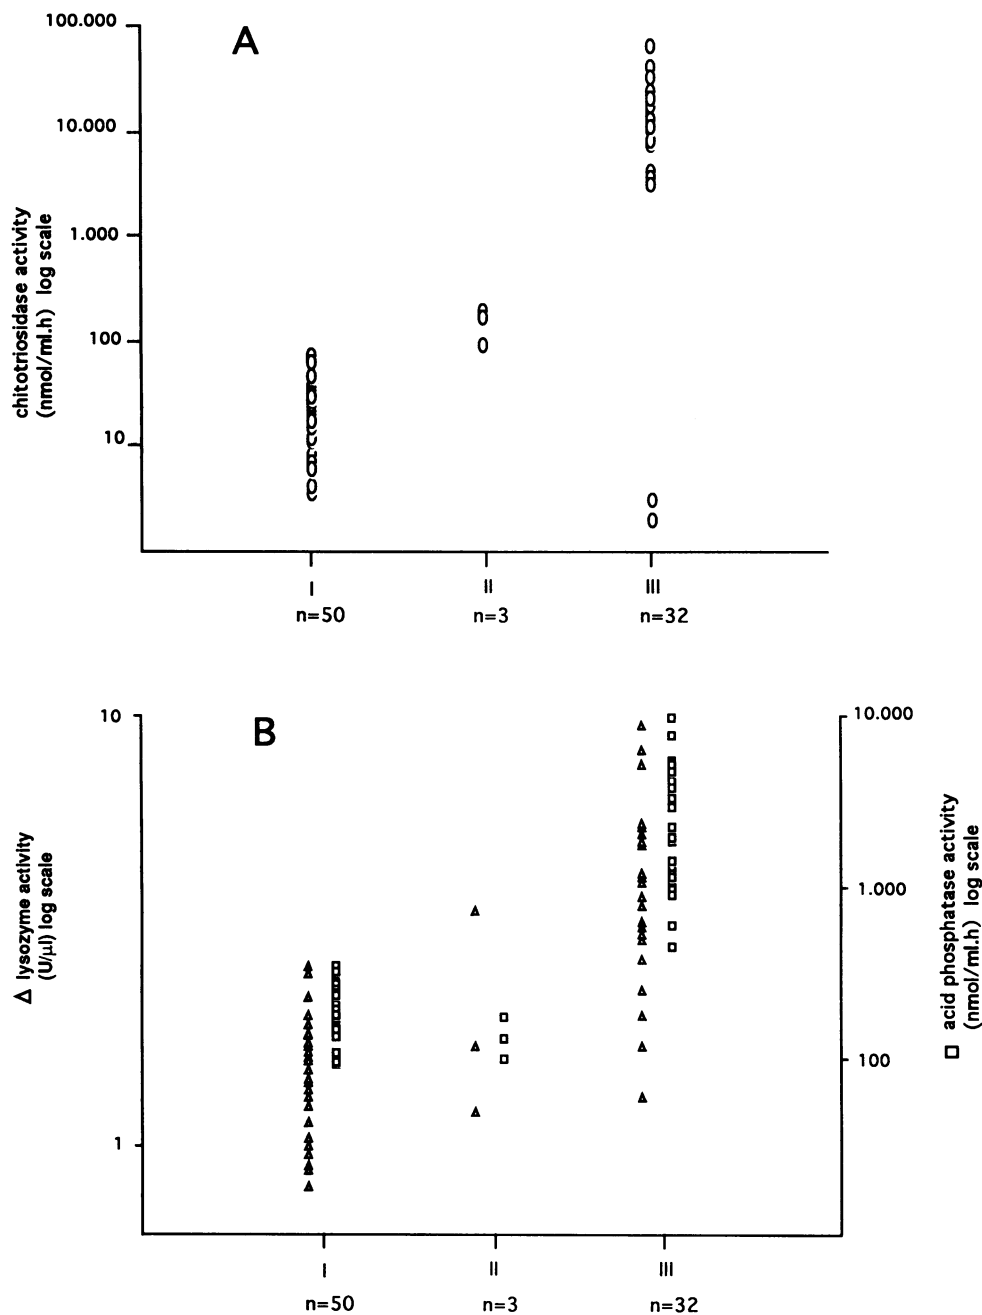 100.000
A
10.000
chitotriosidase activity
(nmol/ml.h) log scale
1.000
100
10
I II III
n=50 n=3 n=32
10
B
10.000
Δ lysozyme activity
(U/μl) log scale
□ acid phosphatase activity
(nmol/ml.h) log scale
1.000
100
1
I II III
n=50 n=3 n=32